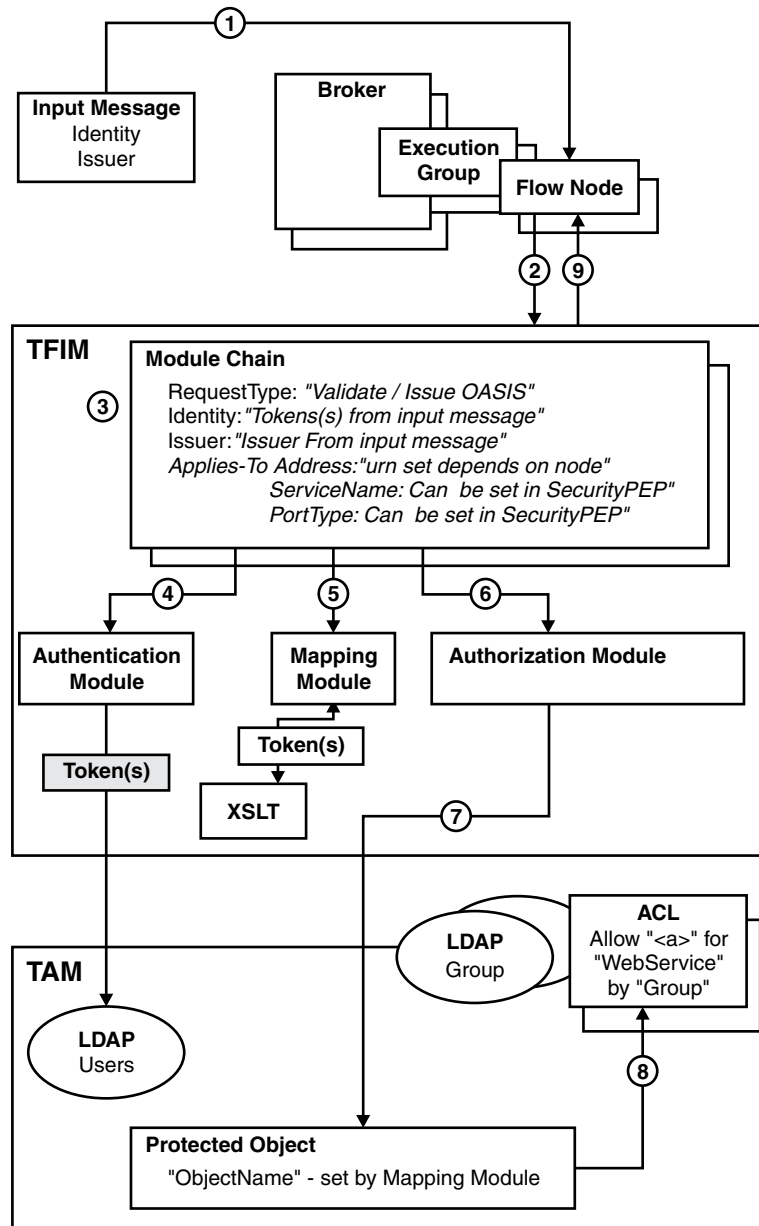 1
Input Message
Identity
Issuer
Broker
Execution
Group
Flow Node
2
9
TFIM
3
Module Chain
RequestType: "Validate / Issue OASIS"
Identity:"Tokens(s) from input message"
Issuer:"Issuer From input message"
Applies-To Address:"urn set depends on node"
ServiceName: Can be set in SecurityPEP"
PortType: Can be set in SecurityPEP"
4
5
6
Authentication
Module
Mapping
Module
Authorization Module
Token(s)
Token(s)
XSLT
7
TAM
LDAP
Group
ACL
Allow "<a>" for
"WebService"
by "Group"
LDAP
Users
8
Protected Object
"ObjectName" - set by Mapping Module